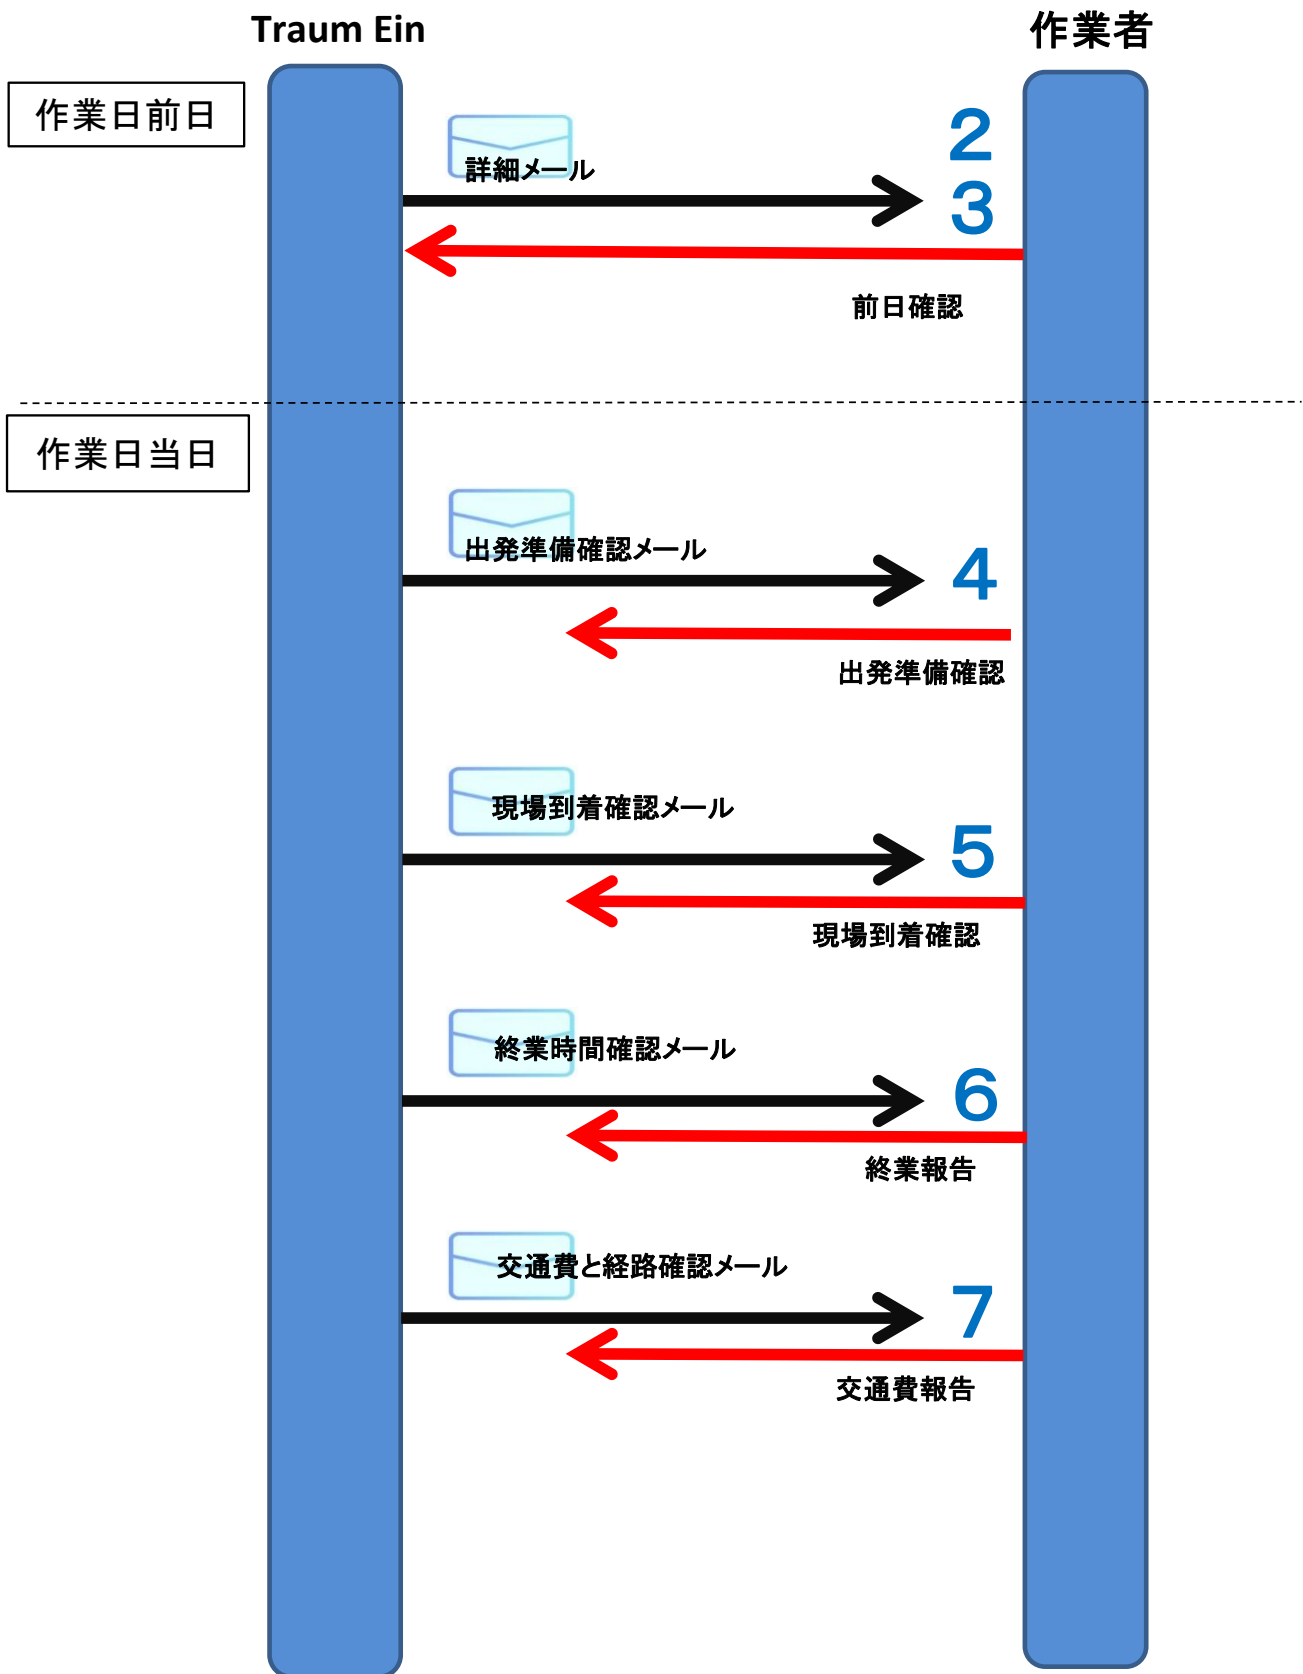 Traum Ein
作業者
作業日前日
詳細メール
2
3
前日確認
作業日当日
出発準備確認メール
4
出発準備確認
現場到着確認メール
5
現場到着確認
終業時間確認メール
6
終業報告
交通費と経路確認メール
7
交通費報告